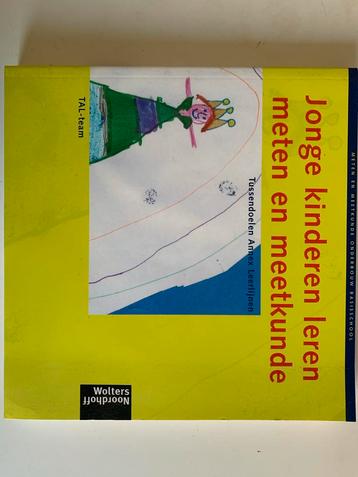 METEN EN MEETKUNDE ONDERBOUW BASISSCHOOL
Jonge kinderen leren
meten en meetkunde
Tussendoelen Annex Leerlijnen
TAL-team
Wolters
Noordhoff